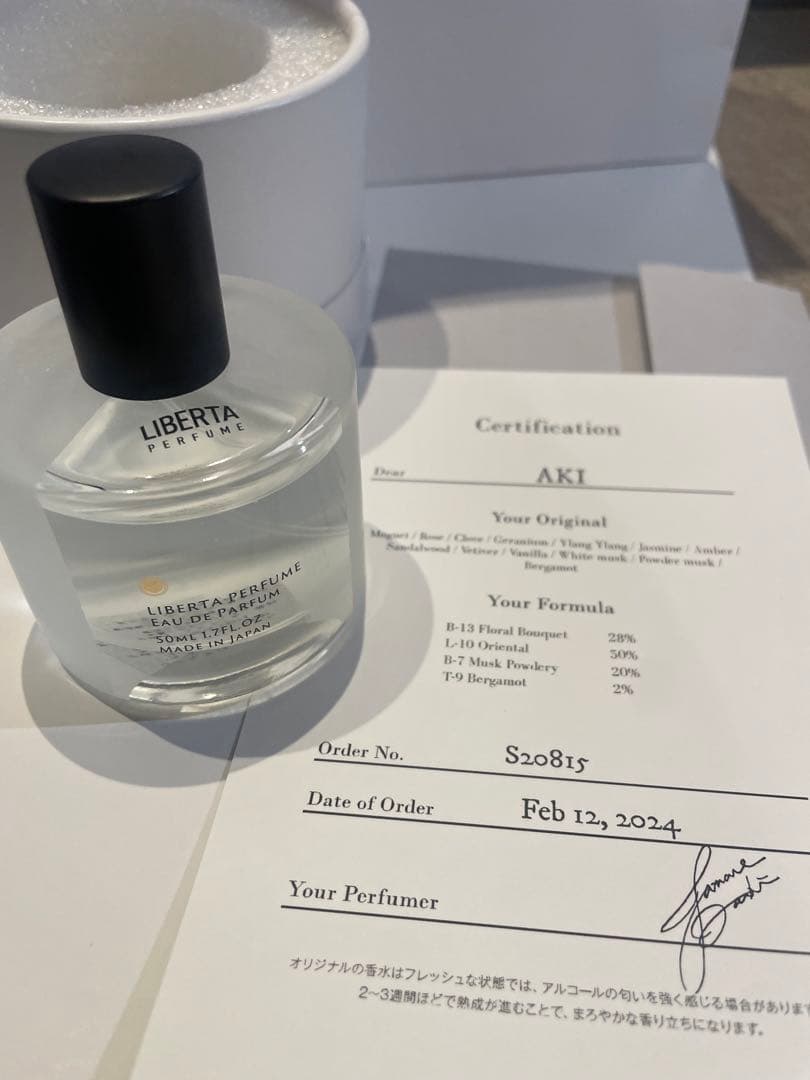 LIBERTA
PERFUME
LIBERTA PERFUME
EAU DE PARFUM
50ML 1.7FL.OZ
MADE IN JAPAN
Certification
Dear AKI
Your Original
Muguet / Rose / Clove / Geranium / Ylang Ylang / Jasmine / Amber /
Sandalwood / Vetiver / Vanilla / White musk / Powder musk /
Bergamot
Your Formula
B-13 Floral Bouquet 28%
L-10 Oriental 50%
B-7 Musk Powdery 20%
T-9 Bergamot 2%
Order No. S20815
Date of Order Feb 12, 2024
Your Perfumer
オリジナルの香水はフレッシュな状態では、アルコールの匂いを強く感じる場合があります
2〜3週間ほどで熟成が進むことで、まろやかな香り立ちになります。